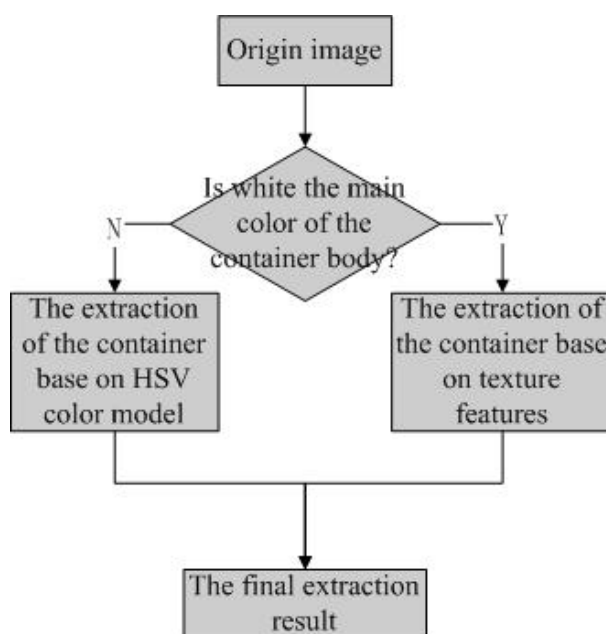 Origin image
Is white the main
color of the
container body?
N
Y
The extraction
of the container
base on HSV
color model
The extraction of
the container base
on texture
features
The final extraction
result